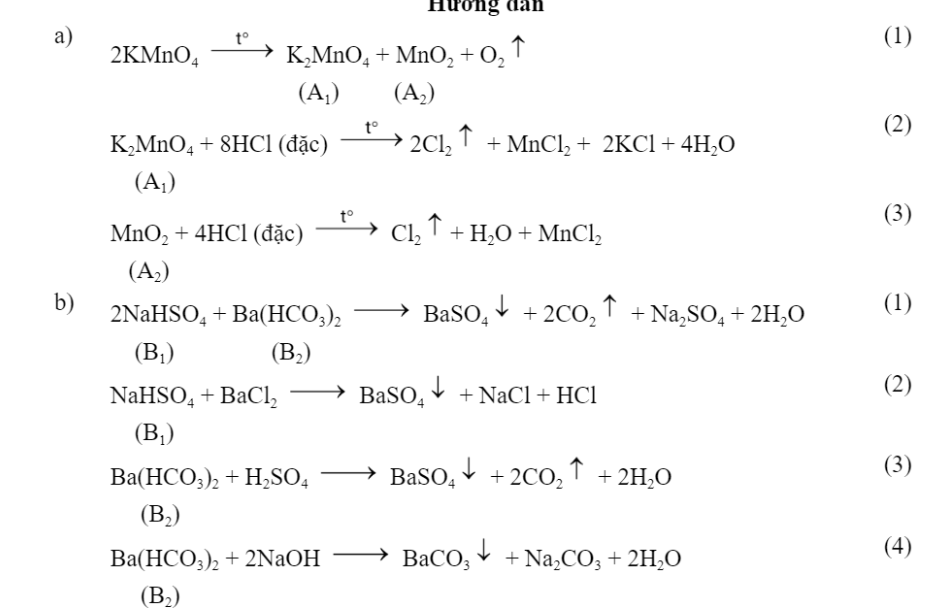 Hướng dẫn
a) 2KMnO₄ —t°→ K₂MnO₄ + MnO₂ + O₂↑ (1)
(A₁) (A₂)
K₂MnO₄ + 8HCl (đặc) —t°→ 2Cl₂↑ + MnCl₂ + 2KCl + 4H₂O (2)
(A₁)
MnO₂ + 4HCl (đặc) —t°→ Cl₂↑ + H₂O + MnCl₂ (3)
(A₂)
b) 2NaHSO₄ + Ba(HCO₃)₂ ⟶ BaSO₄↓ + 2CO₂↑ + Na₂SO₄ + 2H₂O (1)
(B₁) (B₂)
NaHSO₄ + BaCl₂ ⟶ BaSO₄↓ + NaCl + HCl (2)
(B₁)
Ba(HCO₃)₂ + H₂SO₄ ⟶ BaSO₄↓ + 2CO₂↑ + 2H₂O (3)
(B₂)
Ba(HCO₃)₂ + 2NaOH ⟶ BaCO₃↓ + Na₂CO₃ + 2H₂O (4)
(B₂)